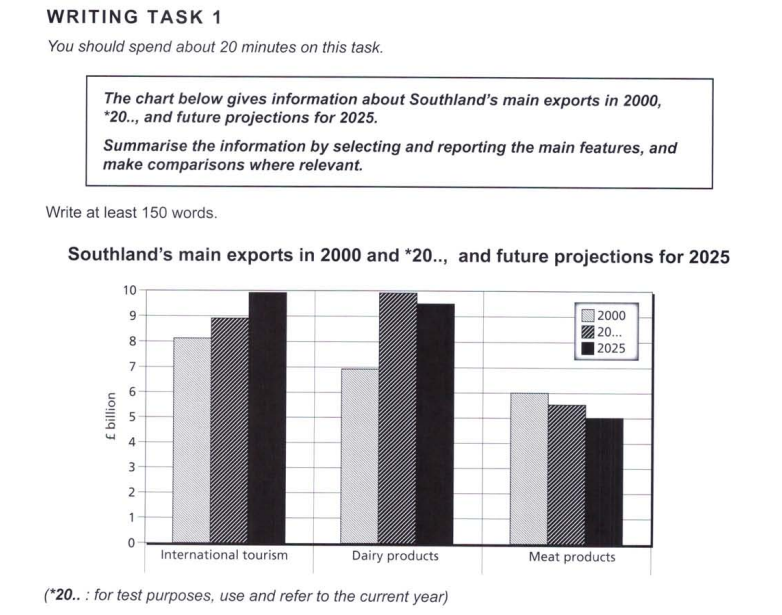 WRITING TASK 1
You should spend about 20 minutes on this task.
The chart below gives information about Southland's main exports in 2000,
*20.., and future projections for 2025.
Summarise the information by selecting and reporting the main features, and
make comparisons where relevant.
Write at least 150 words.
Southland's main exports in 2000 and *20.., and future projections for 2025
10
9
8
7
6
5
4
3
2
1
0
£ billion
2000
20...
2025
International tourism
Dairy products
Meat products
(*20.. : for test purposes, use and refer to the current year)